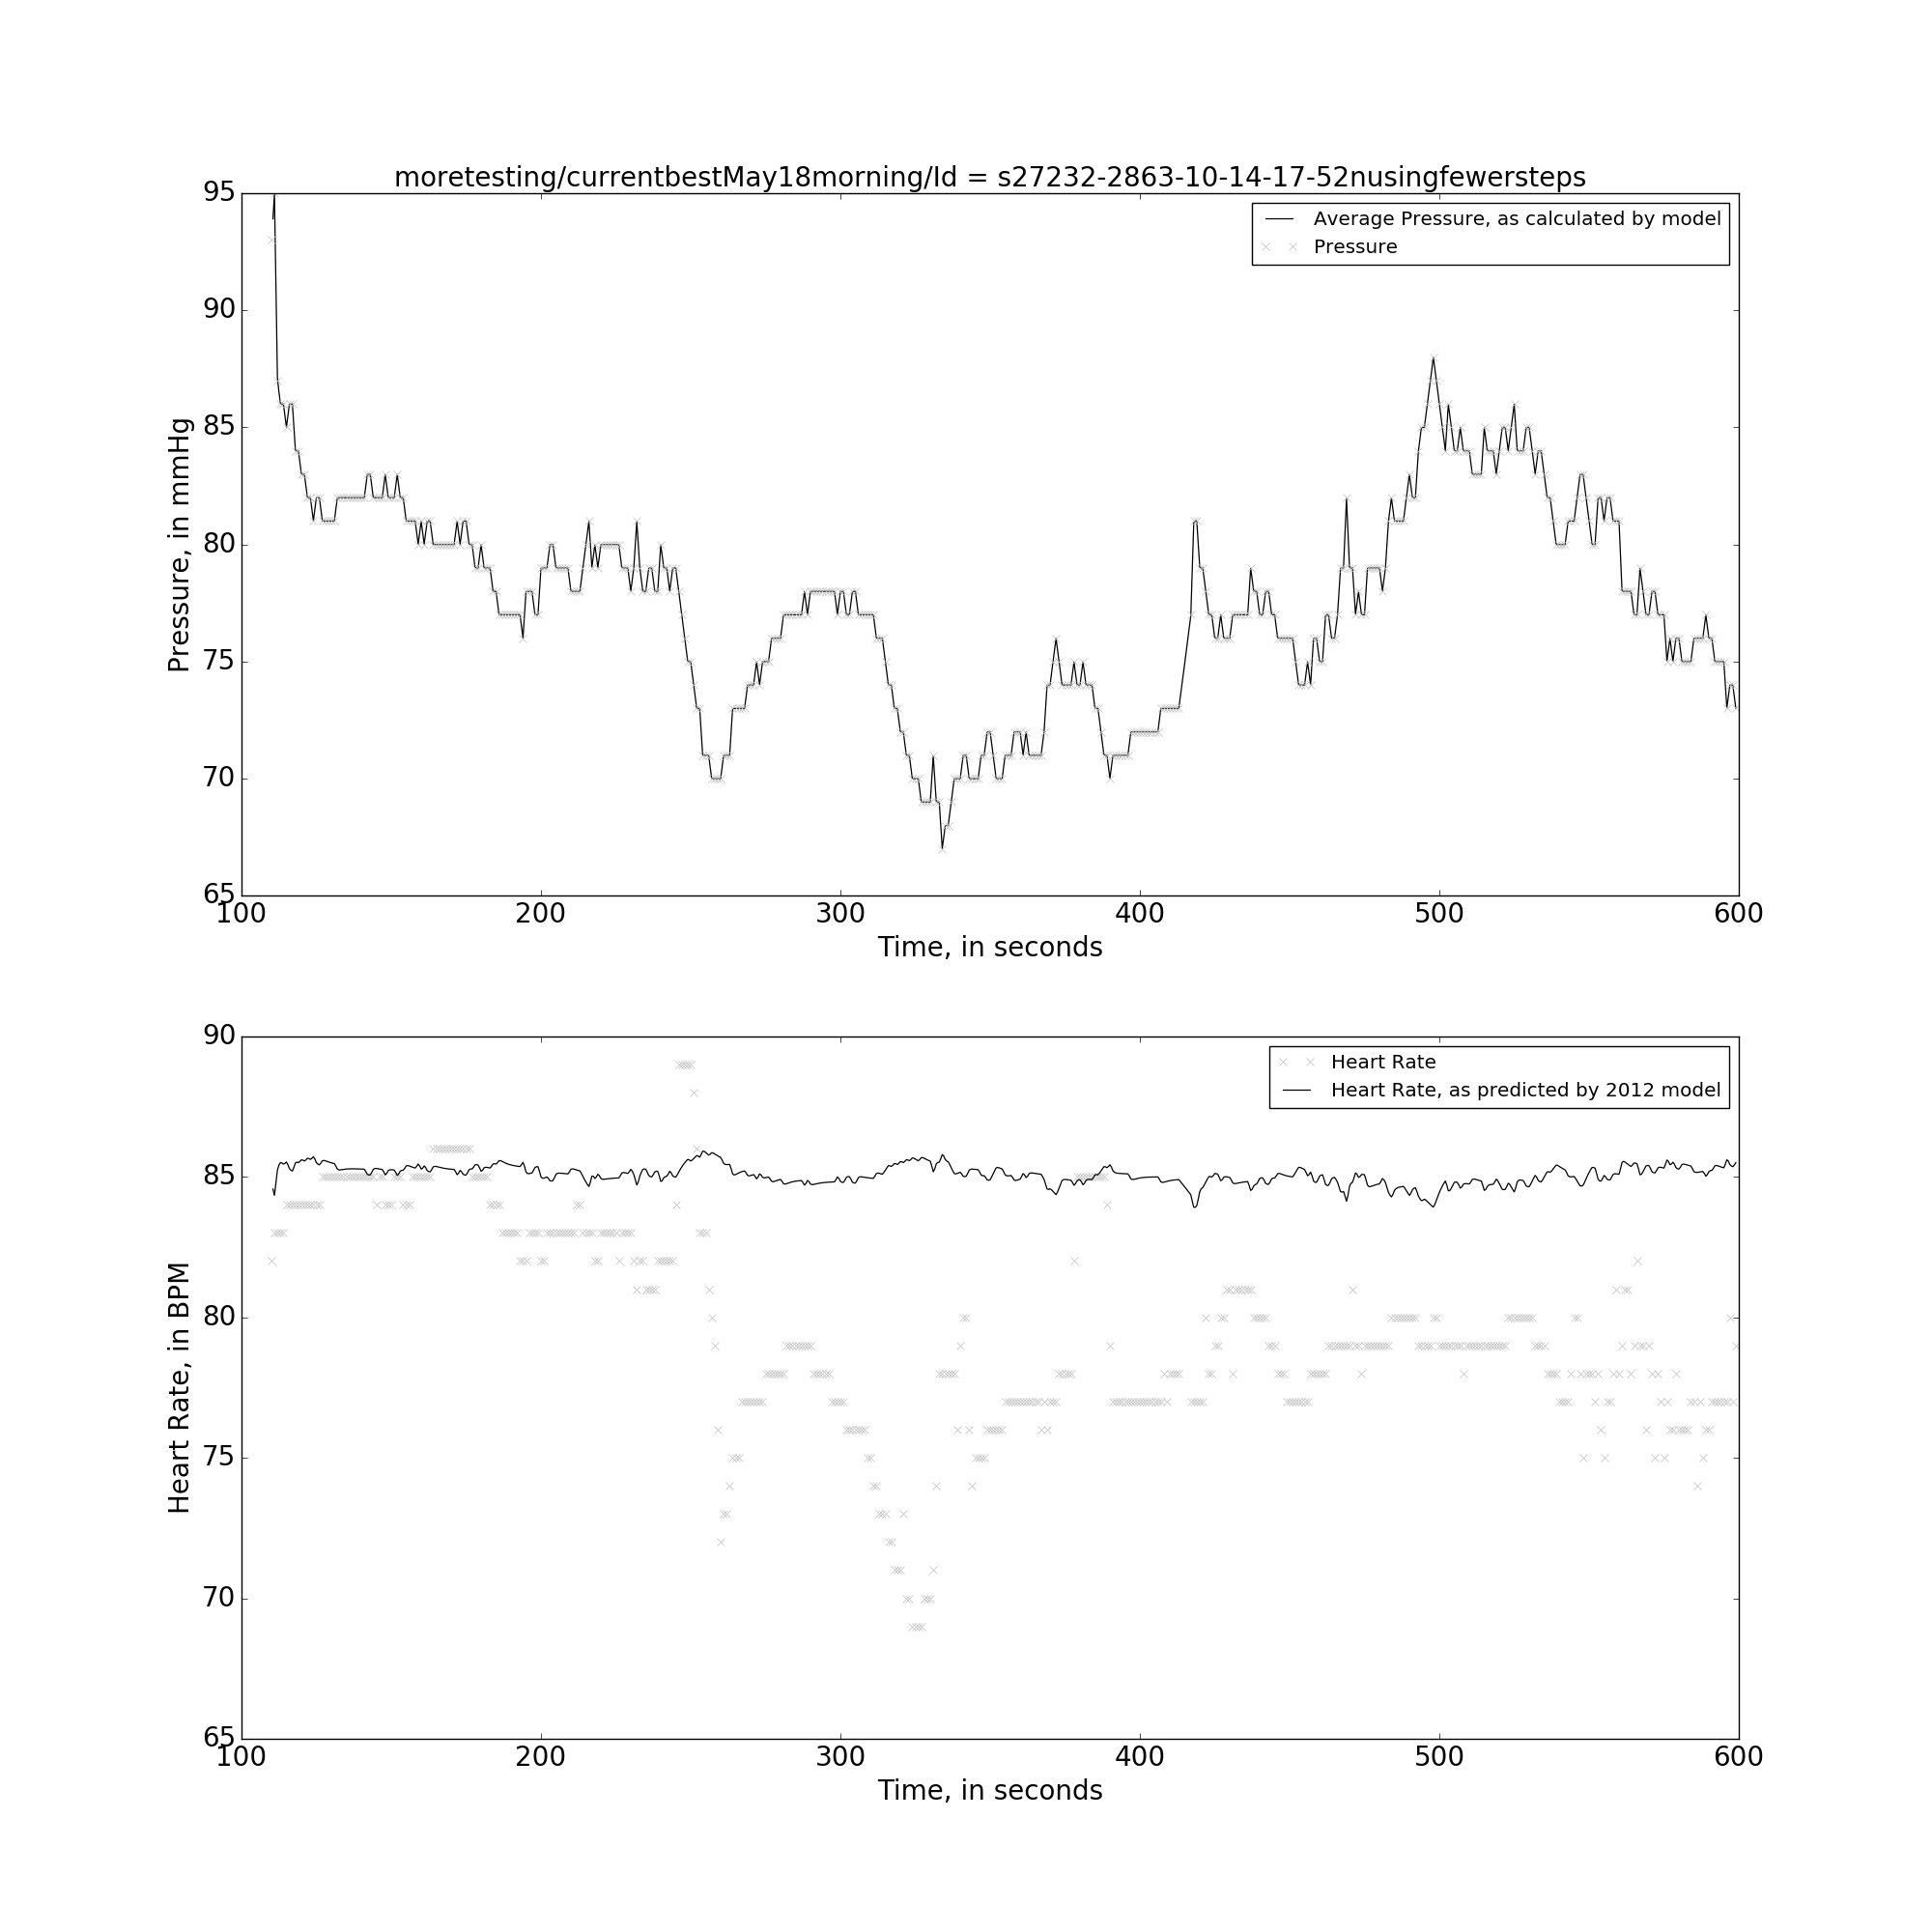 moretesting/currentbestMay18morning/Id = s27232-2863-10-14-17-52nusingfewersteps
95
90
85
80
75
70
65
Pressure, in mmHg
Average Pressure, as calculated by model
Pressure
100 200 300 400 500 600
Time, in seconds
90
85
80
75
70
65
Heart Rate, in BPM
Heart Rate
Heart Rate, as predicted by 2012 model
100 200 300 400 500 600
Time, in seconds